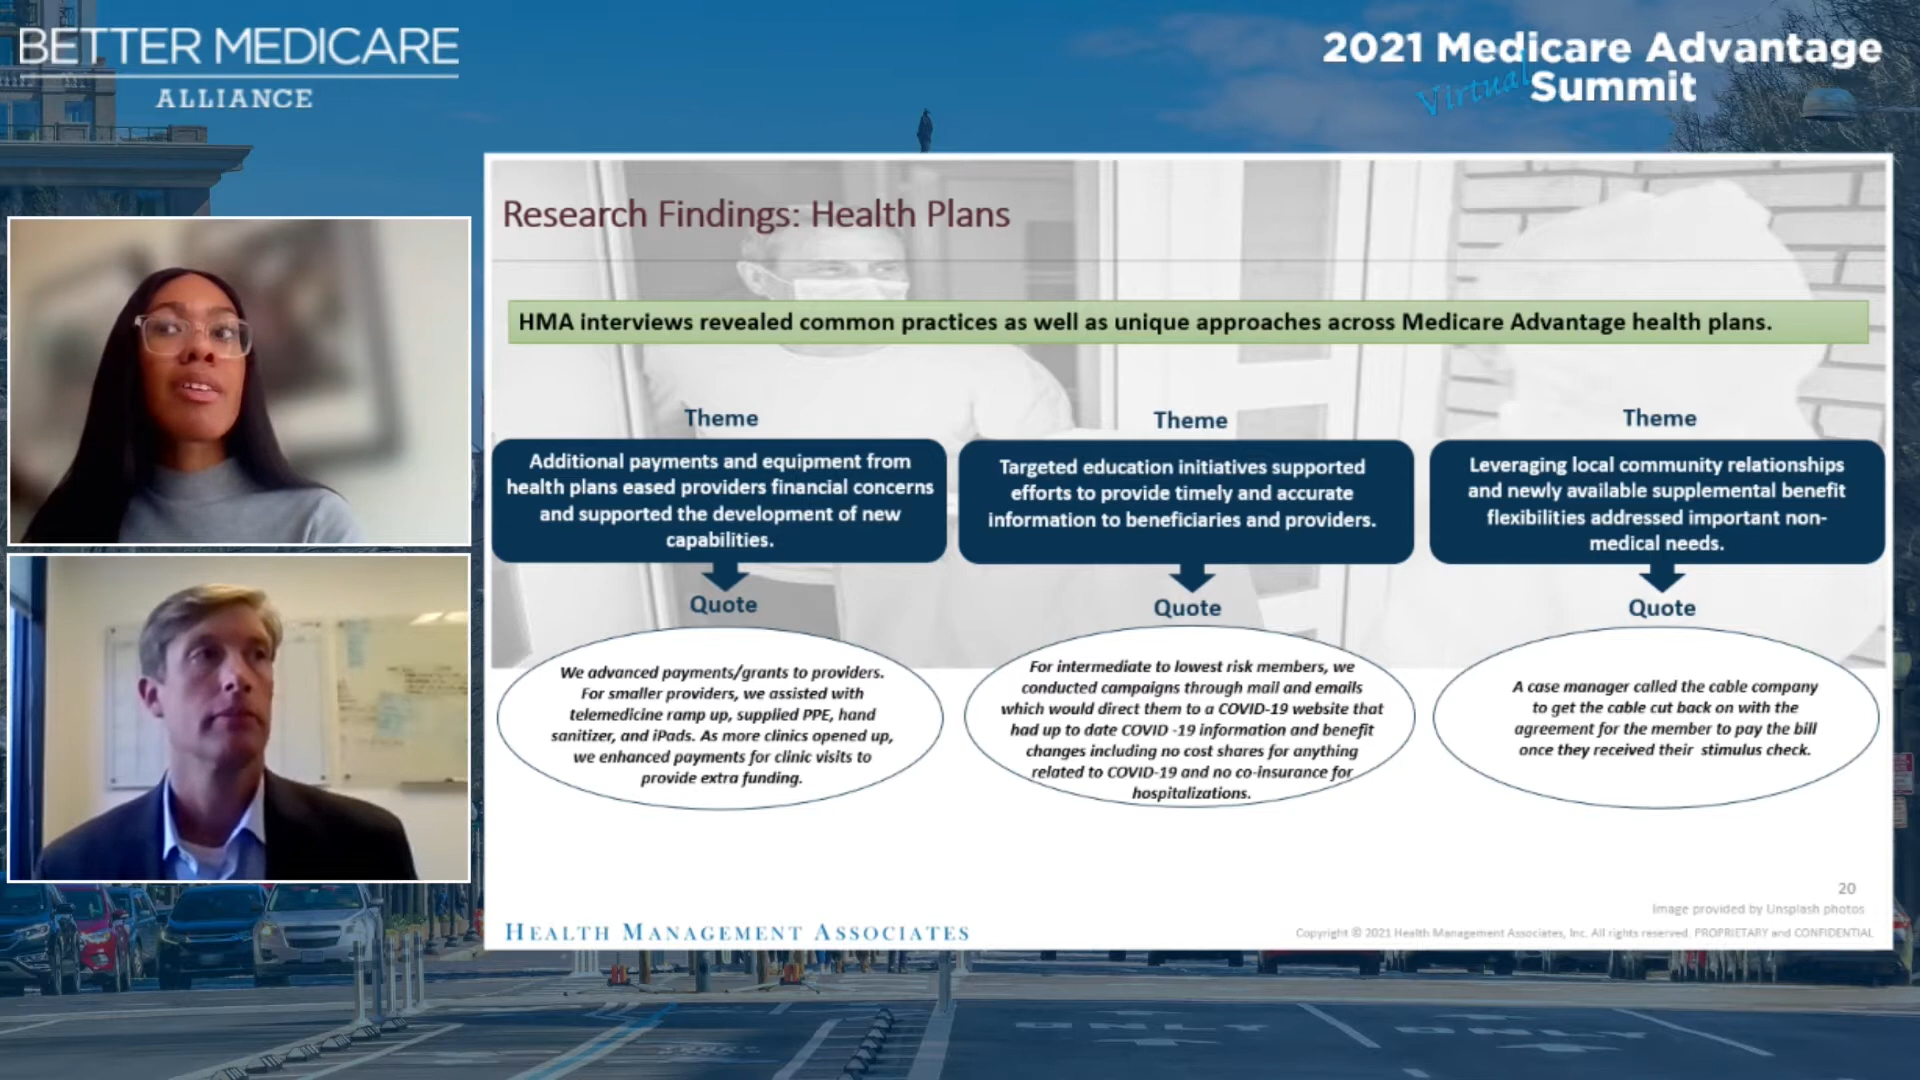 BETTER MEDICARE
ALLIANCE
2021 Medicare Advantage
Virtual Summit
Research Findings: Health Plans
HMA interviews revealed common practices as well as unique approaches across Medicare Advantage health plans.
Theme
Additional payments and equipment from
health plans eased providers financial concerns
and supported the development of new
capabilities.
Quote
We advanced payments/grants to providers.
For smaller providers, we assisted with
telemedicine ramp up, supplied PPE, hand
sanitizer, and iPads. As more clinics opened up,
we enhanced payments for clinic visits to
provide extra funding.
Theme
Targeted education initiatives supported
efforts to provide timely and accurate
information to beneficiaries and providers.
Quote
For intermediate to lowest risk members, we
conducted campaigns through mail and emails
which would direct them to a COVID-19 website that
had up to date COVID -19 information and benefit
changes including no cost shares for anything
related to COVID-19 and no co-insurance for
hospitalizations.
Theme
Leveraging local community relationships
and newly available supplemental benefit
flexibilities addressed important non-
medical needs.
Quote
A case manager called the cable company
to get the cable cut back on with the
agreement for the member to pay the bill
once they received their stimulus check.
20
Image provided by Unsplash photos
HEALTH MANAGEMENT ASSOCIATES
Copyright © 2021 Health Management Associates, Inc. All rights reserved. PROPRIETARY and CONFIDENTIAL
ONLY
ONLY